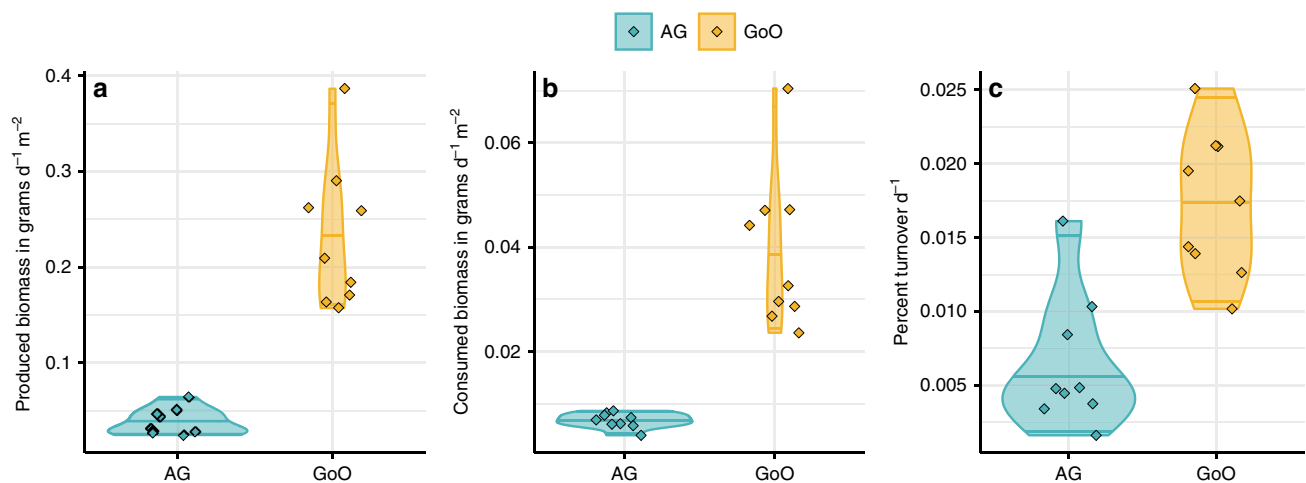 AG GoO
a
Produced biomass in grams d⁻¹ m⁻²
0.4
0.3
0.2
0.1
AG GoO
b
Consumed biomass in grams d⁻¹ m⁻²
0.06
0.04
0.02
AG GoO
c
Percent turnover d⁻¹
0.025
0.020
0.015
0.010
0.005
AG GoO